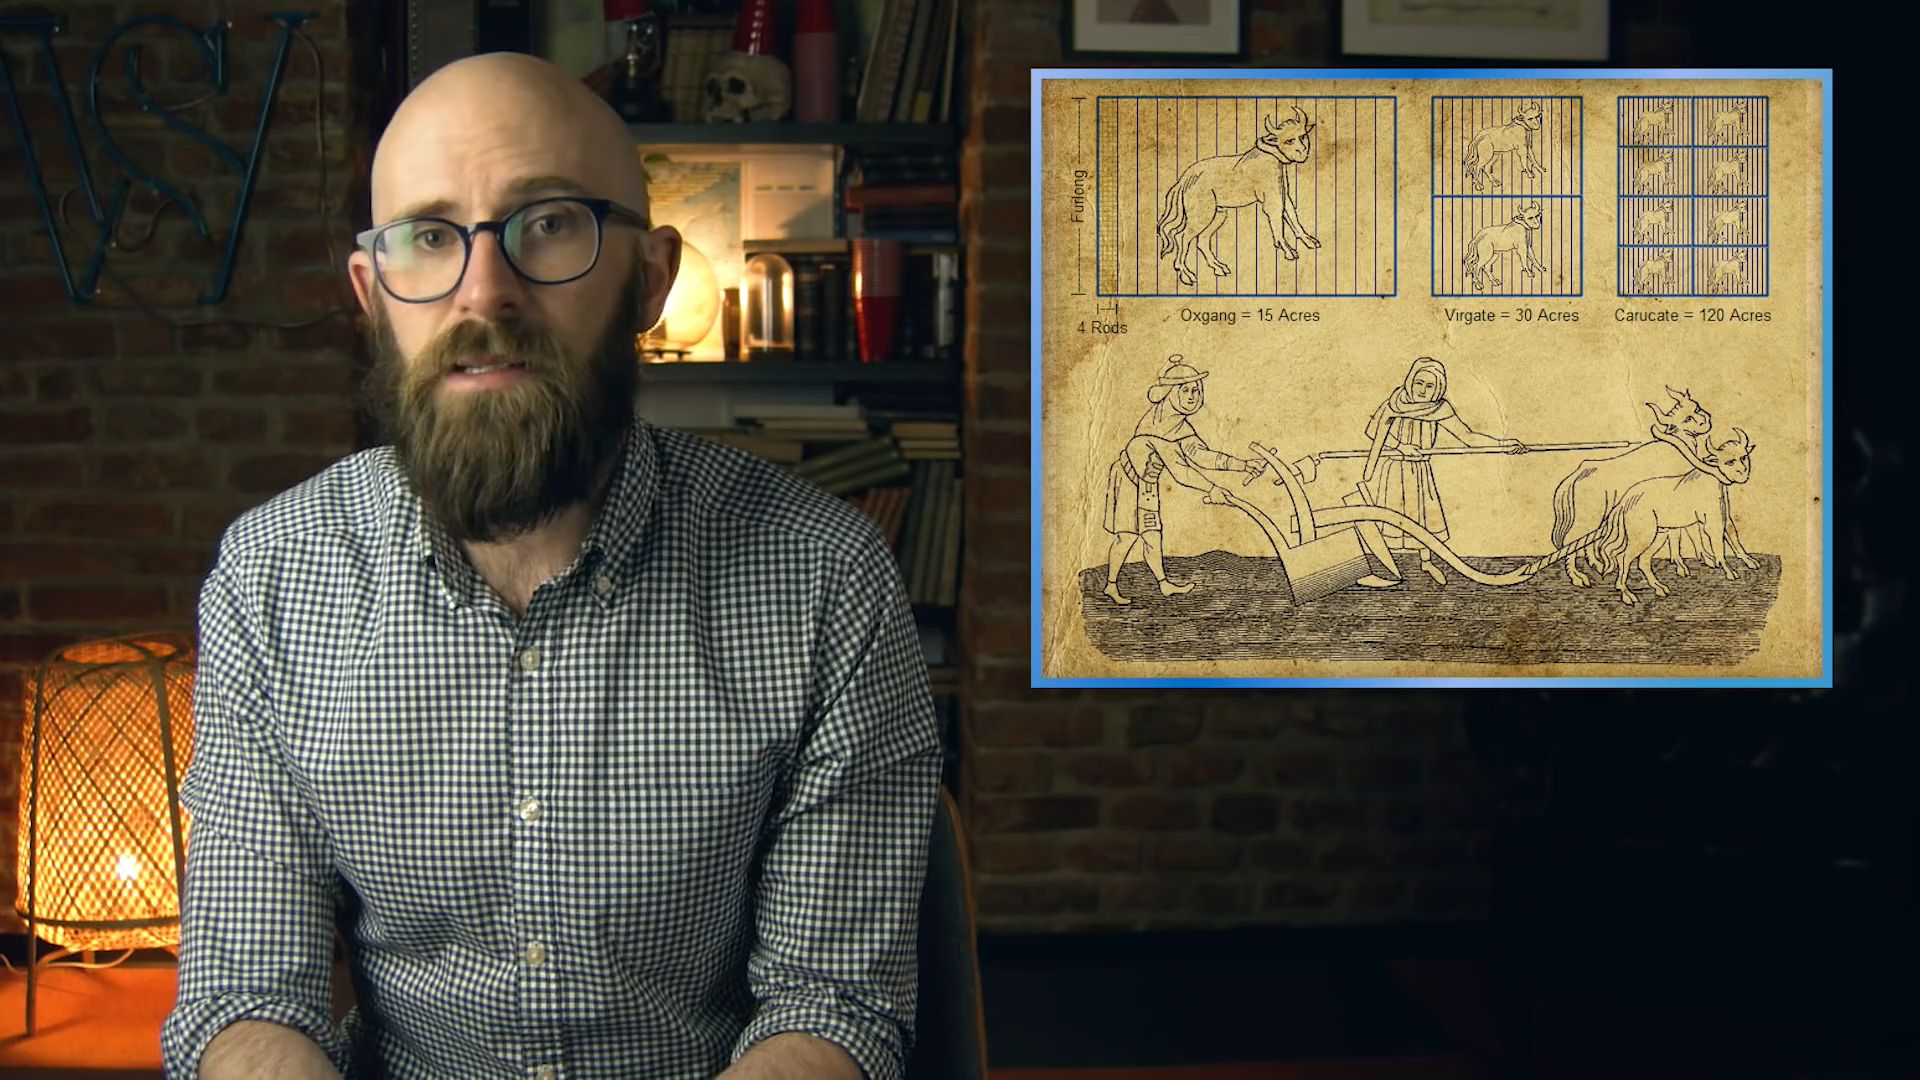 Furlong
4 Rods
Oxgang = 15 Acres
Virgate = 30 Acres
Carucate = 120 Acres